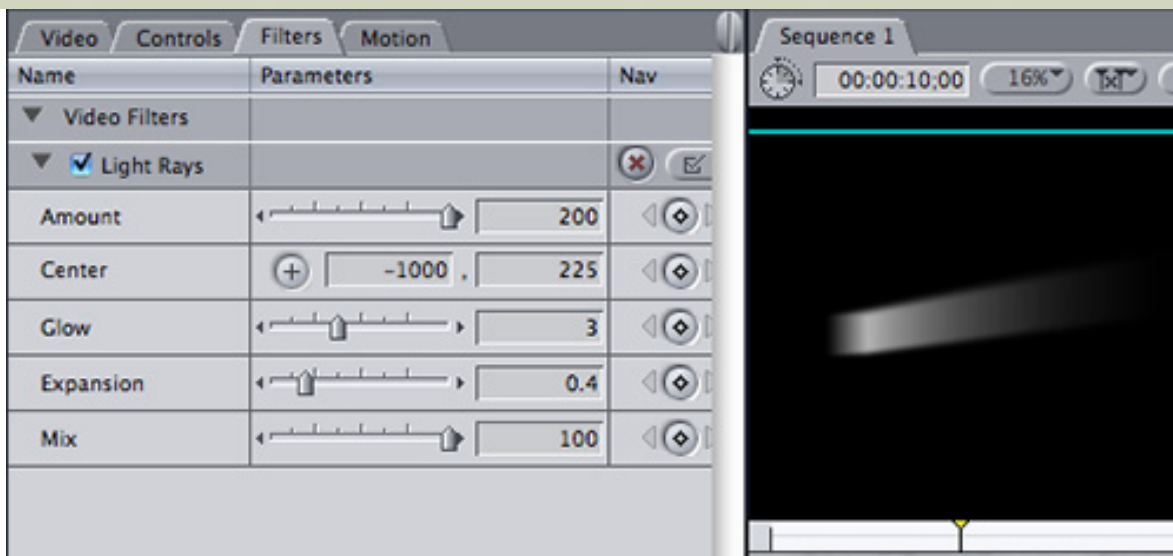 Video Controls Filters Motion
Name Parameters Nav
Video Filters
Light Rays
Amount 200
Center -1000 , 225
Glow 3
Expansion 0.4
Mix 100
Sequence 1
00:00:10;00 16%